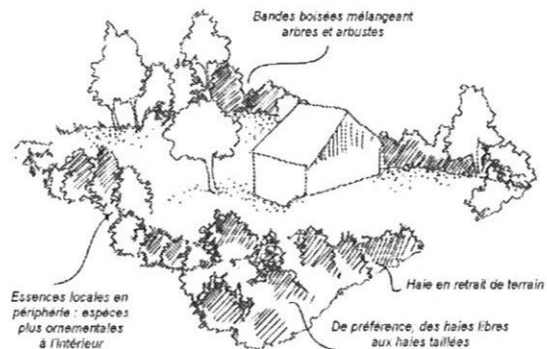 Bandes boisées mélangeant
arbres et arbustes
Essences locales en
périphérie : espèces
plus ornementales
à l'intérieur
Haie en retrait de terrain
De préférence, des haies libres
aux haies taillées